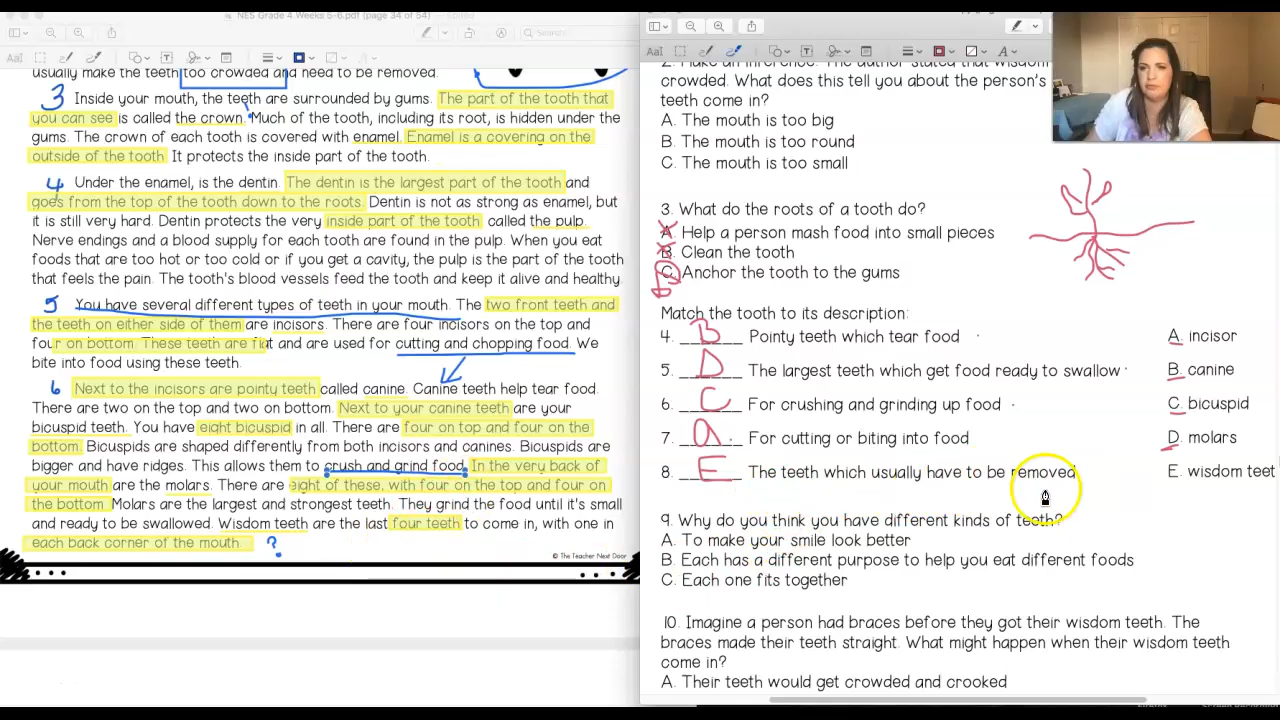 NES Grade 4 Weeks 5-6.pdf (page 34 of 54)
Search
usually make the teeth too crowded and need to be removed.
3 Inside your mouth, the teeth are surrounded by gums. The part of the tooth that
you can see is called the crown. Much of the tooth, including its root, is hidden under the
gums. The crown of each tooth is covered with enamel. Enamel is a covering on the
outside of the tooth. It protects the inside part of the tooth.
4 Under the enamel, is the dentin. The dentin is the largest part of the tooth and
goes from the top of the tooth down to the roots. Dentin is not as strong as enamel, but
it is still very hard. Dentin protects the very inside part of the tooth called the pulp.
Nerve endings and a blood supply for each tooth are found in the pulp. When you eat
foods that are too hot or too cold or if you get a cavity, the pulp is the part of the tooth
that feels the pain. The tooth's blood vessels feed the tooth and keep it alive and healthy.
5 You have several different types of teeth in your mouth. The two front teeth and
the teeth on either side of them are incisors. There are four incisors on the top and
four on bottom. These teeth are flat and are used for cutting and chopping food. We
bite into food using these teeth.
6 Next to the incisors are pointy teeth called canine. Canine teeth help tear food.
There are two on the top and two on bottom. Next to your canine teeth are your
bicuspid teeth. You have eight bicuspid in all. There are four on top and four on the
bottom. Bicuspids are shaped differently from both incisors and canines. Bicuspids are
bigger and have ridges. This allows them to crush and grind food. In the very back of
your mouth are the molars. There are eight of these, with four on the top and four on
the bottom. Molars are the largest and strongest teeth. They grind the food until it's small
and ready to be swallowed. Wisdom teeth are the last four teeth to come in, with one in
each back corner of the mouth. ?
© The Teacher Next Door
2. Make an inference. The author stated that wisdom
crowded. What does this tell you about the person's
teeth come in?
A. The mouth is too big
B. The mouth is too round
C. The mouth is too small
3. What do the roots of a tooth do?
A. Help a person mash food into small pieces
B. Clean the tooth
C. Anchor the tooth to the gums
Match the tooth to its description:
4. B Pointy teeth which tear food A. incisor
5. D The largest teeth which get food ready to swallow B. canine
6. C For crushing and grinding up food C. bicuspid
7. a For cutting or biting into food D. molars
8. E The teeth which usually have to be removed E. wisdom teet
9. Why do you think you have different kinds of teeth?
A. To make your smile look better
B. Each has a different purpose to help you eat different foods
C. Each one fits together
10. Imagine a person had braces before they got their wisdom teeth. The
braces made their teeth straight. What might happen when their wisdom teeth
come in?
A. Their teeth would get crowded and crooked